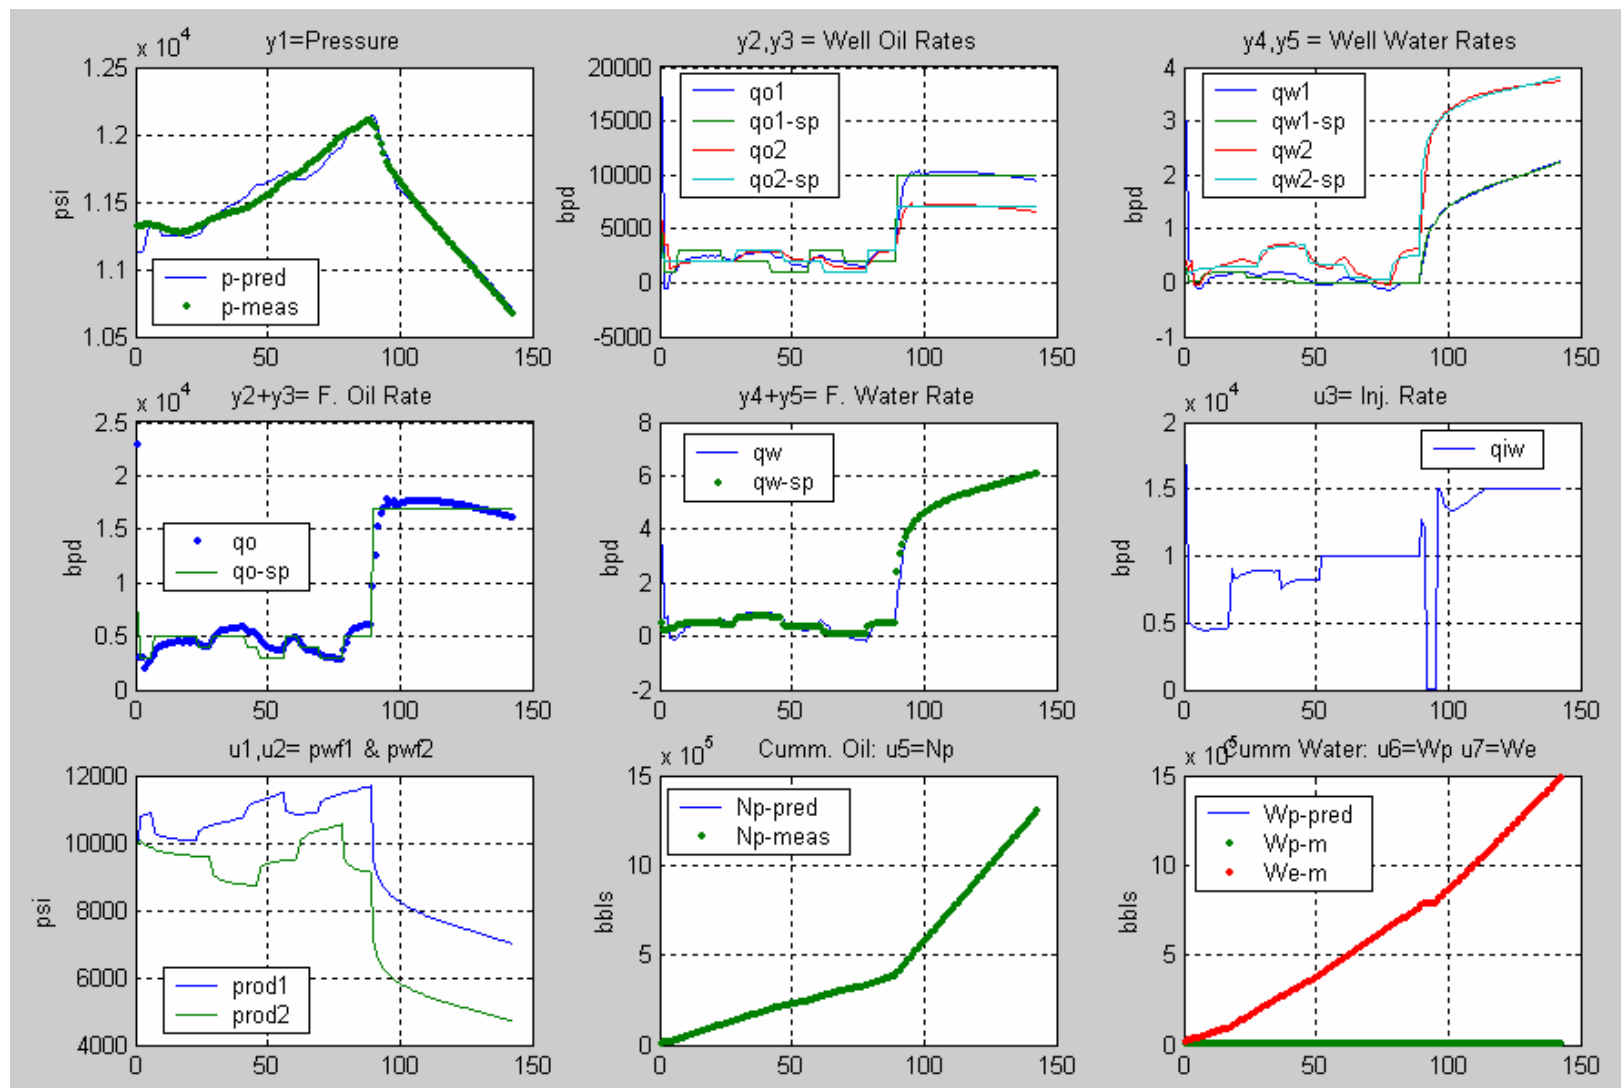 y1=Pressure
x 10^4
1.25
1.2
1.15
1.1
1.05
psi
p-pred
p-meas
0 50 100 150
y2,y3 = Well Oil Rates
20000
15000
10000
5000
0
-5000
bpd
qo1
qo1-sp
qo2
qo2-sp
0 50 100 150
y4,y5 = Well Water Rates
4
3
2
1
0
-1
bpd
qw1
qw1-sp
qw2
qw2-sp
0 50 100 150
y2+y3= F. Oil Rate
x 10^4
2.5
2
1.5
1
0.5
0
bpd
qo
qo-sp
0 50 100 150
y4+y5= F. Water Rate
8
6
4
2
0
-2
bpd
qw
qw-sp
0 50 100 150
u3= Inj. Rate
x 10^4
2
1.5
1
0.5
0
bpd
qiw
0 50 100 150
u1,u2= pwf1 & pwf2
12000
10000
8000
6000
4000
psi
prod1
prod2
0 50 100 150
Cumm. Oil: u5=Np
x 10^5
15
10
5
0
bbls
Np-pred
Np-meas
0 50 100 150
Cumm Water: u6=Wp u7=We
x 10^5
15
10
5
0
bbls
Wp-pred
Wp-m
We-m
0 50 100 150